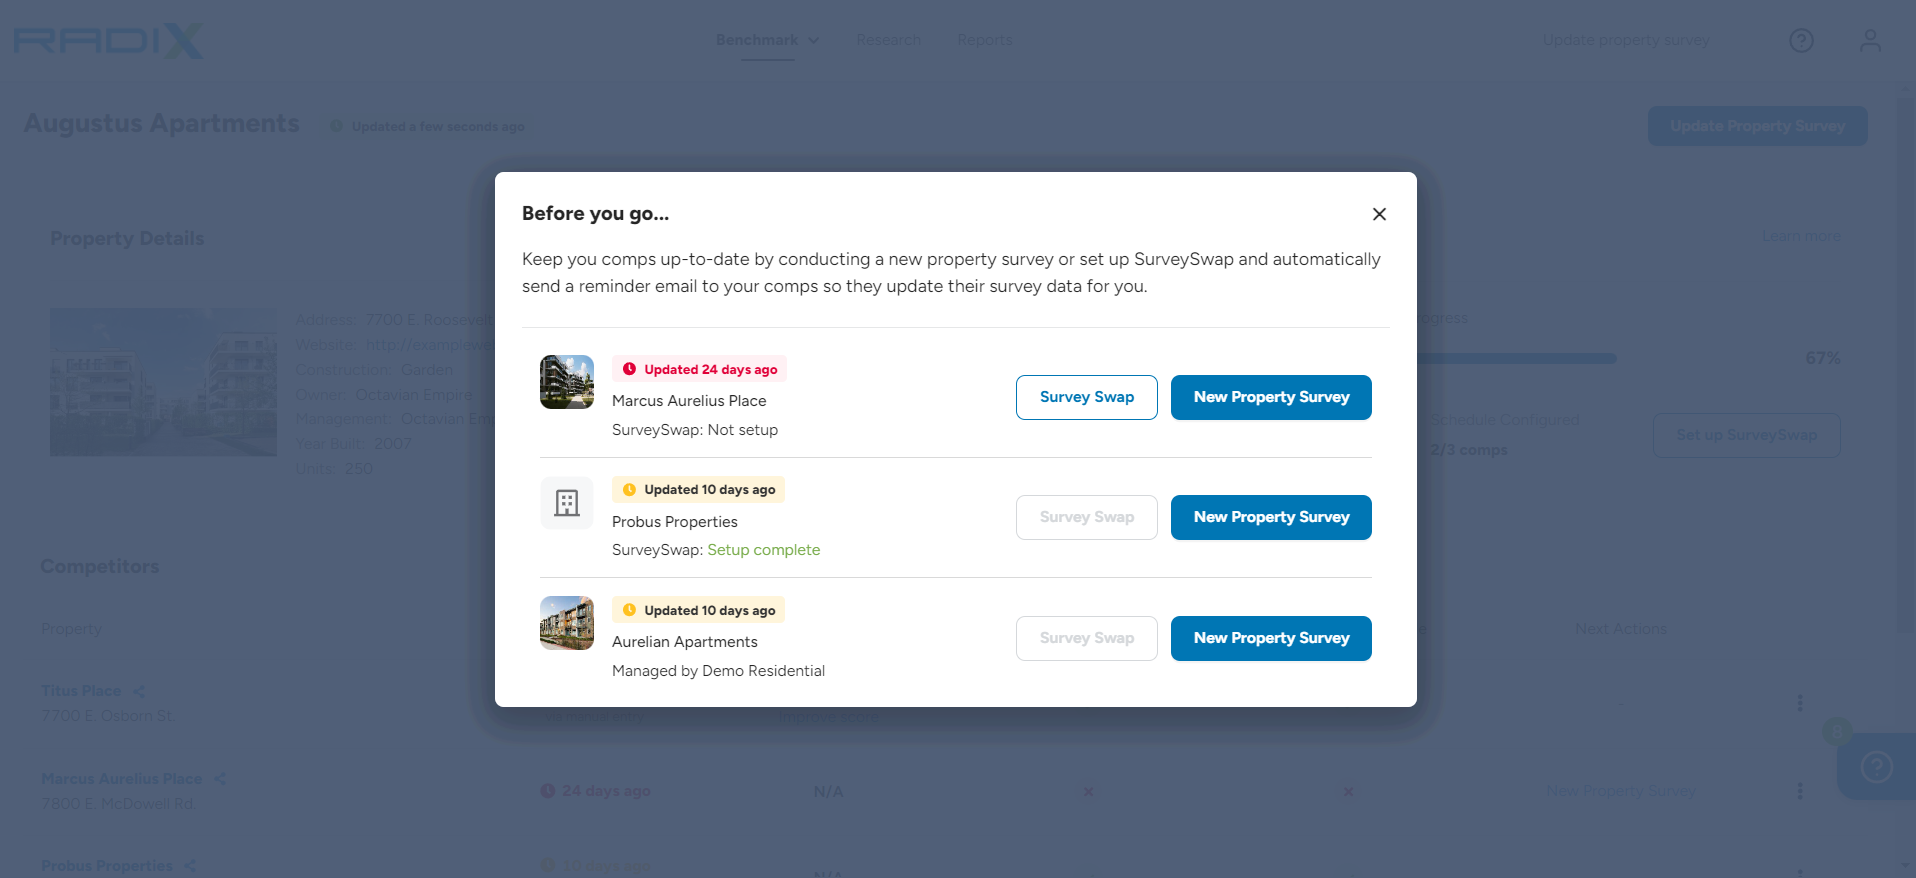 RADIX
Benchmark
Research
Reports
Update property survey
Augustus Apartments
Updated a few seconds ago
Update Property Survey
Before you go...
Keep you comps up-to-date by conducting a new property survey or set up SurveySwap and automatically
send a reminder email to your comps so they update their survey data for you.
Property Details
Learn more
Address: 7700 E. Roosevelt
Website: http://examplew
Construction: Garden
Owner: Octavian Empire
Management: Octavian Emp
Year Built: 2007
Units: 250
67%
Schedule Configured
2/3 comps
Set up SurveySwap
Updated 24 days ago
Marcus Aurelius Place
SurveySwap: Not setup
Survey Swap
New Property Survey
Updated 10 days ago
Probus Properties
SurveySwap: Setup complete
Survey Swap
New Property Survey
Updated 10 days ago
Aurelian Apartments
Managed by Demo Residential
Survey Swap
New Property Survey
Competitors
Property
Next Actions
Titus Place
7700 E. Osborn St.
-
Marcus Aurelius Place
7800 E. McDowell Rd.
24 days ago
N/A
New Property Survey
8
Probus Properties
10 days ago
N/A